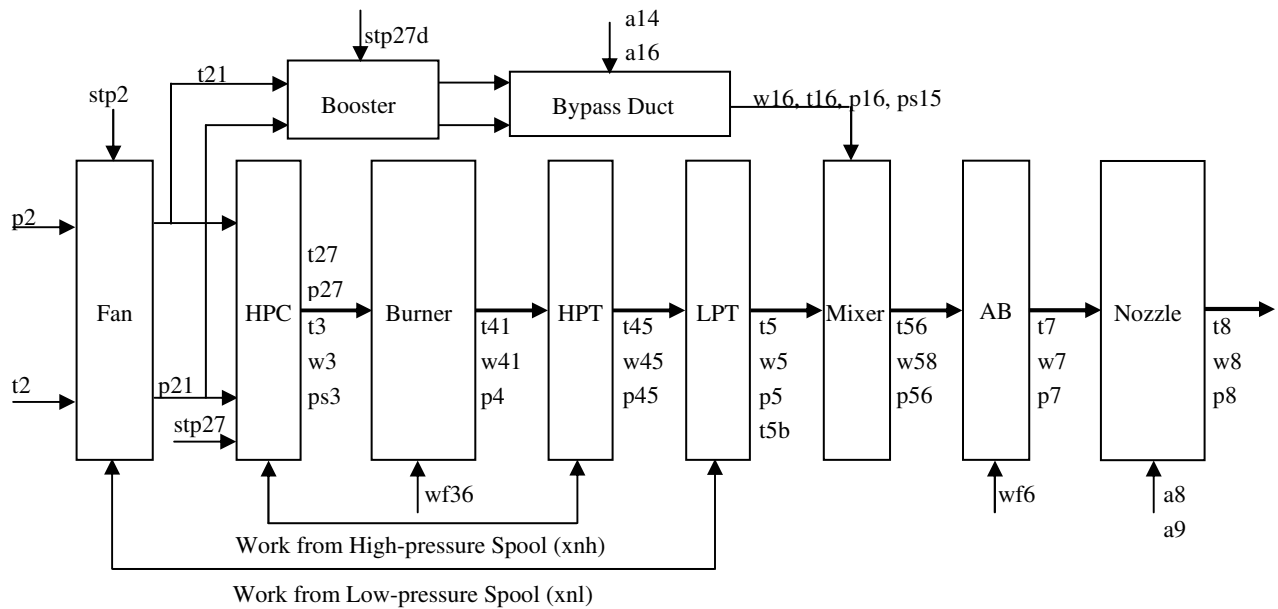 a14
a16
stp27d
t21
stp2
Booster
Bypass Duct
w16, t16, p16, ps15
p2
t2
Fan
p21
stp27
HPC
t27
p27
t3
w3
ps3
Burner
t41
w41
p4
HPT
t45
w45
p45
LPT
t5
w5
p5
t5b
Mixer
t56
w58
p56
AB
t7
w7
p7
Nozzle
t8
w8
p8
wf36
wf6
a8
a9
Work from High-pressure Spool (xnh)
Work from Low-pressure Spool (xnl)